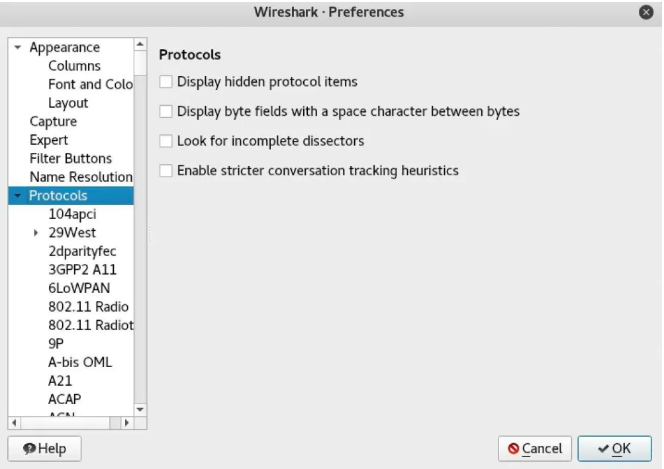 Wireshark · Preferences
Appearance
Columns
Font and Colo
Layout
Capture
Expert
Filter Buttons
Name Resolution
Protocols
104apci
29West
2dparityfec
3GPP2 A11
6LoWPAN
802.11 Radio
802.11 Radiot
9P
A-bis OML
A21
ACAP
Protocols
Display hidden protocol items
Display byte fields with a space character between bytes
Look for incomplete dissectors
Enable stricter conversation tracking heuristics
Help
Cancel
OK